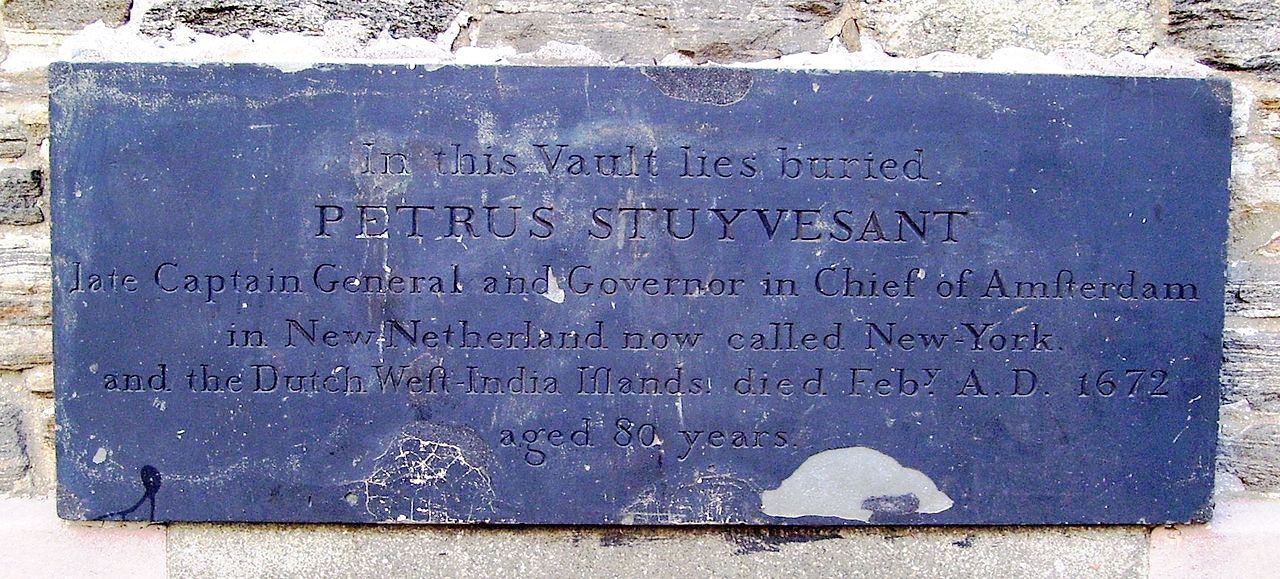 In this Vault lies buried
PETRUS STUYVESANT
late Captain General and Governor in Chief of Amſterdam
in New-Netherland now called New-York.
and the Dutch Weſt-India Iſlands. died Feb.ʸ A.D. 1672
aged 80 years.